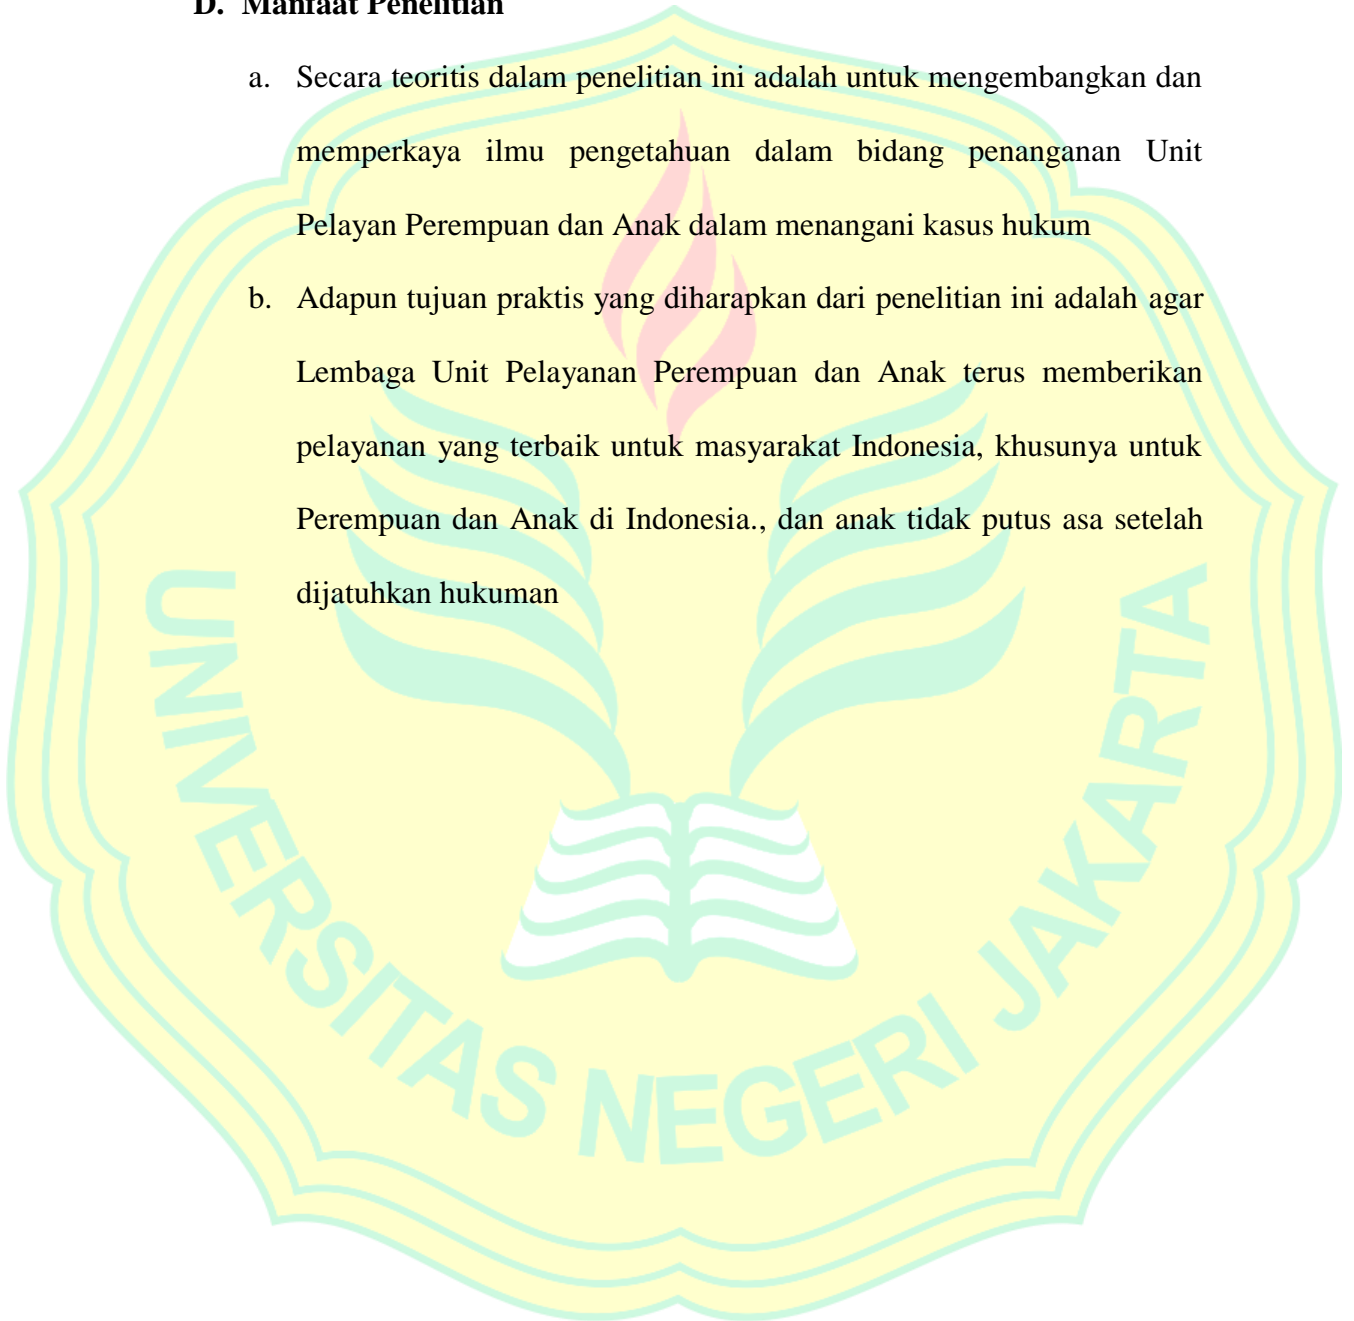 D. Manfaat Penelitian
a. Secara teoritis dalam penelitian ini adalah untuk mengembangkan dan
memperkaya ilmu pengetahuan dalam bidang penanganan Unit
Pelayan Perempuan dan Anak dalam menangani kasus hukum
b. Adapun tujuan praktis yang diharapkan dari penelitian ini adalah agar
Lembaga Unit Pelayanan Perempuan dan Anak terus memberikan
pelayanan yang terbaik untuk masyarakat Indonesia, khusunya untuk
Perempuan dan Anak di Indonesia., dan anak tidak putus asa setelah
dijatuhkan hukuman
UNIVERSITAS NEGERI JAKARTA